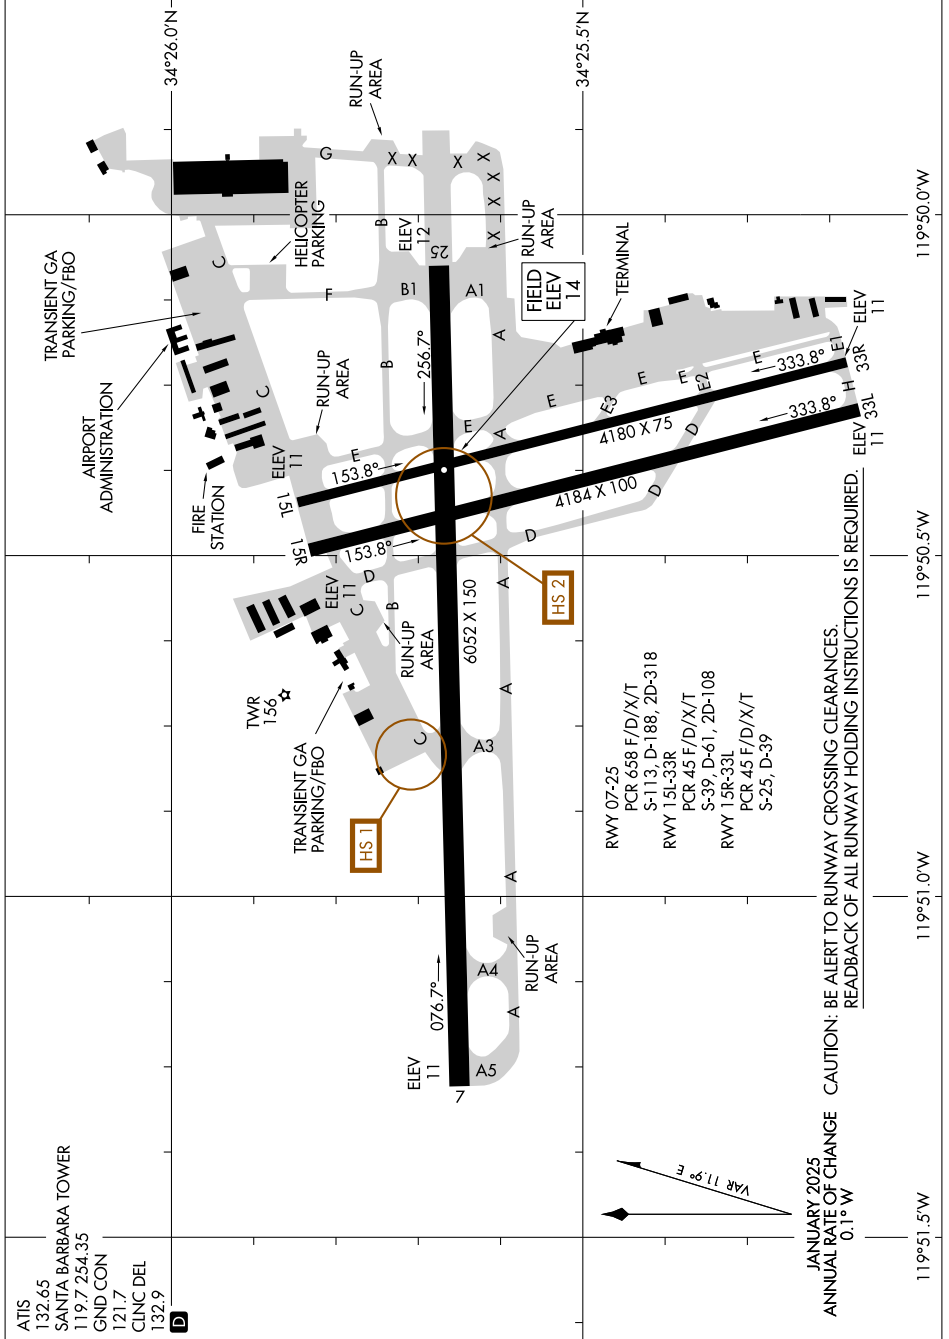 ATIS
132.65
SANTA BARBARA TOWER
119.7 254.35
GND CON
121.7
CLNC DEL
132.9
D
34°26.0'N
34°25.5'N
119°50.0'W
119°50.5'W
119°51.0'W
119°51.5'W
RUN-UP
AREA
G
X
X
X
X
X
X
X
HELICOPTER
PARKING
TRANSIENT GA
PARKING/FBO
C
B
ELEV
12
25
RUN-UP
AREA
FIELD
ELEV
14
TERMINAL
AIRPORT
ADMINISTRATION
F
B1
A1
A
256.7°
B
RUN-UP
AREA
C
FIRE
STATION
ELEV
11
15L
E
153.8°
E
A
E
E3
E
E
E2
E
E1
333.8°
ELEV
11
33R
H
333.8°
ELEV
11
33L
4180 X 75
D
4184 X 100
D
D
15R
153.8°
D
ELEV
11
C
B
RUN-UP
AREA
HS 2
A
6052 X 150
A
TWR
156
TRANSIENT GA
PARKING/FBO
C
HS 1
A3
A
RUN-UP
AREA
A4
A
076.7°
ELEV
11
7
A5
RWY 07-25
PCR 658 F/D/X/T
S-113, D-188, 2D-318
RWY 15L-33R
PCR 45 F/D/X/T
S-39, D-61, 2D-108
RWY 15R-33L
PCR 45 F/D/X/T
S-25, D-39
CAUTION: BE ALERT TO RUNWAY CROSSING CLEARANCES.
READBACK OF ALL RUNWAY HOLDING INSTRUCTIONS IS REQUIRED.
VAR 11.9° E
JANUARY 2025
ANNUAL RATE OF CHANGE
0.1° W